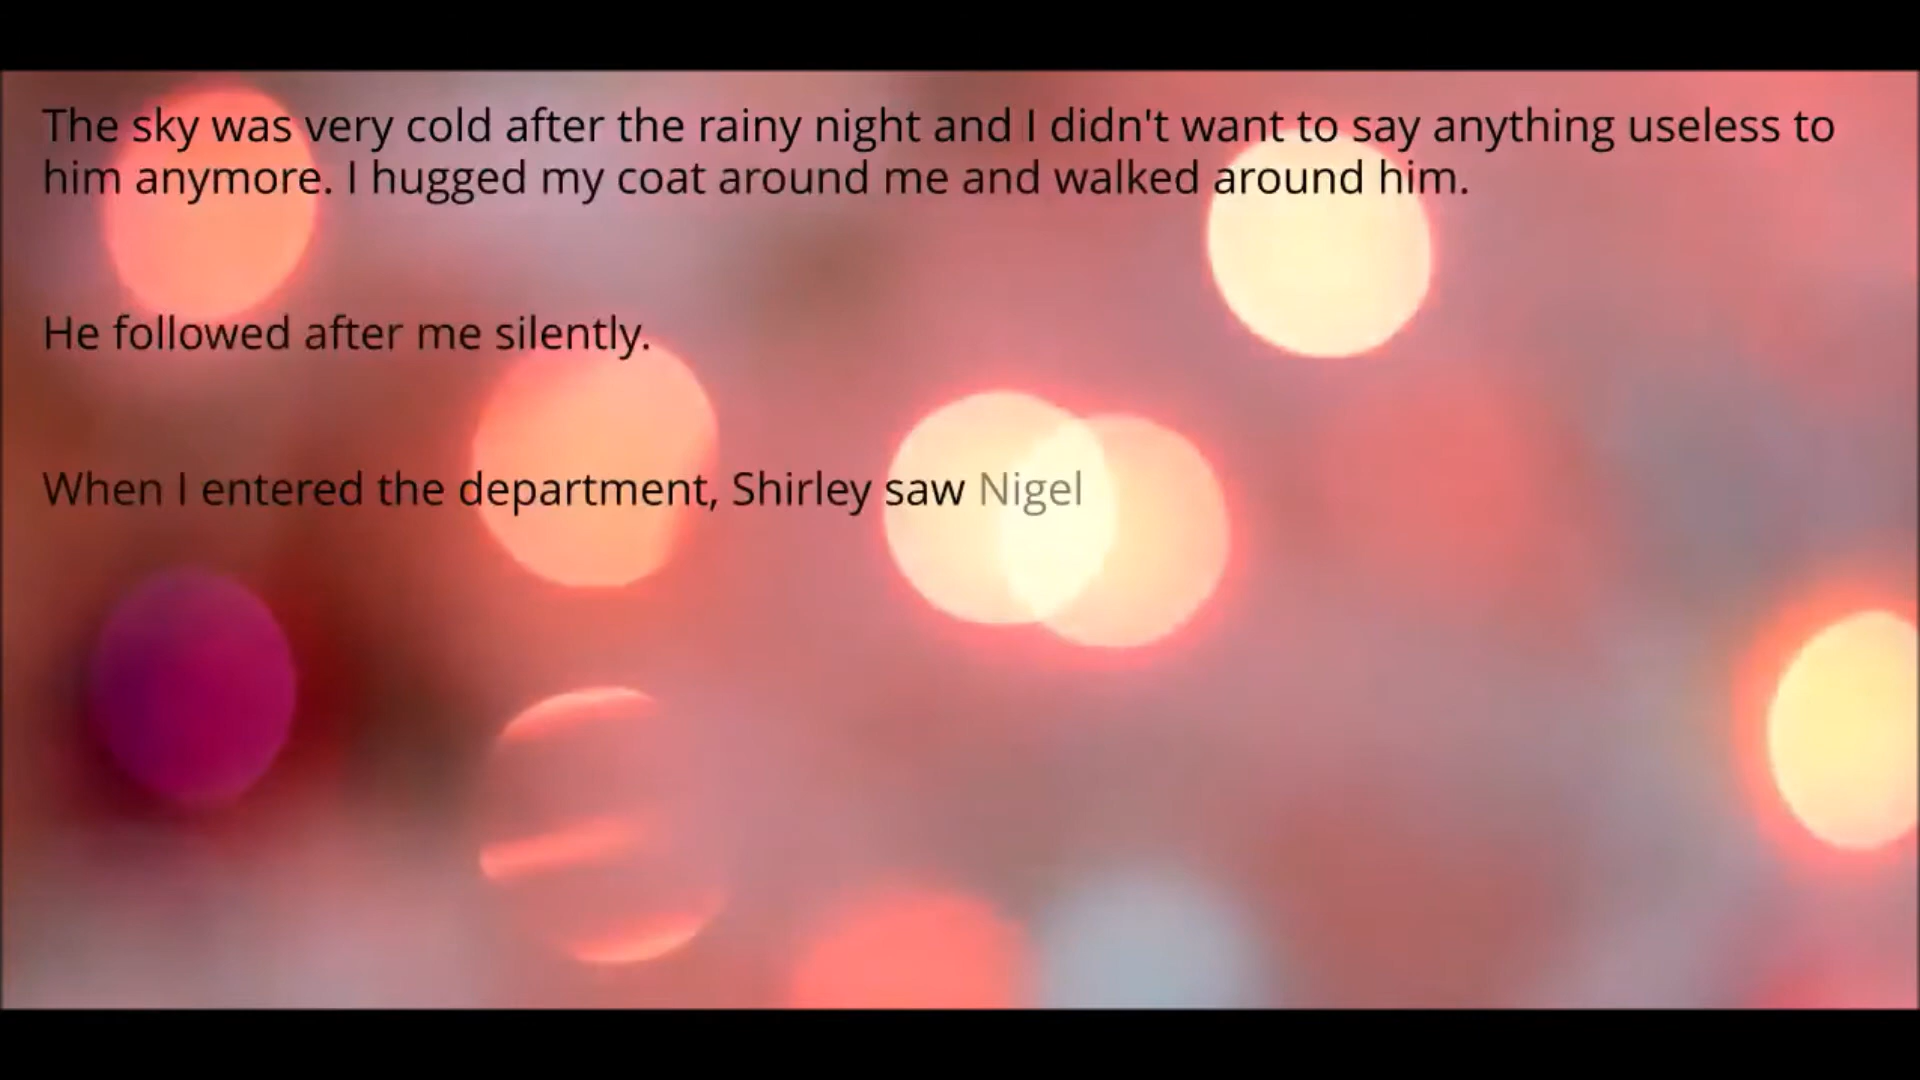 The sky was very cold after the rainy night and I didn't want to say anything useless to
him anymore. I hugged my coat around me and walked around him.
He followed after me silently.
When I entered the department, Shirley saw Nigel